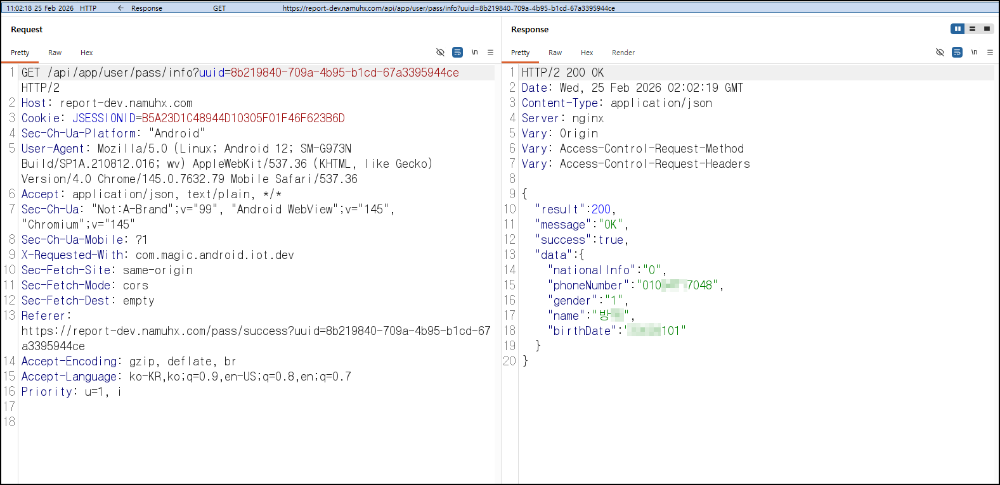 11:02:18 25 Feb 2026 HTTP ← Response GET https://report-dev.namuhx.com/api/app/user/pass/info?uuid=8b219840-709a-4b95-b1cd-67a3395944ce
Request
Pretty Raw Hex \n
1 GET /api/app/user/pass/info?uuid=8b219840-709a-4b95-b1cd-67a3395944ce
HTTP/2
2 Host: report-dev.namuhx.com
3 Cookie: JSESSIONID=B5A23D1C48944D10305F01F46F623B6D
4 Sec-Ch-Ua-Platform: "Android"
5 User-Agent: Mozilla/5.0 (Linux; Android 12; SM-G973N
Build/SP1A.210812.016; wv) AppleWebKit/537.36 (KHTML, like Gecko)
Version/4.0 Chrome/145.0.7632.79 Mobile Safari/537.36
6 Accept: application/json, text/plain, */*
7 Sec-Ch-Ua: "Not:A-Brand";v="99", "Android WebView";v="145",
"Chromium";v="145"
8 Sec-Ch-Ua-Mobile: ?1
9 X-Requested-With: com.magic.android.iot.dev
10 Sec-Fetch-Site: same-origin
11 Sec-Fetch-Mode: cors
12 Sec-Fetch-Dest: empty
13 Referer:
https://report-dev.namuhx.com/pass/success?uuid=8b219840-709a-4b95-b1cd-67
a3395944ce
14 Accept-Encoding: gzip, deflate, br
15 Accept-Language: ko-KR,ko;q=0.9,en-US;q=0.8,en;q=0.7
16 Priority: u=1, i
17
18
Response
Pretty Raw Hex Render \n
1 HTTP/2 200 OK
2 Date: Wed, 25 Feb 2026 02:02:19 GMT
3 Content-Type: application/json
4 Server: nginx
5 Vary: Origin
6 Vary: Access-Control-Request-Method
7 Vary: Access-Control-Request-Headers
8
9 {
10 "result":200,
11 "message":"OK",
12 "success":true,
13 "data":{
14 "nationalInfo":"0",
15 "phoneNumber":"010 7048",
16 "gender":"1",
17 "name":"방 ",
18 "birthDate":" 101"
19 }
20 }